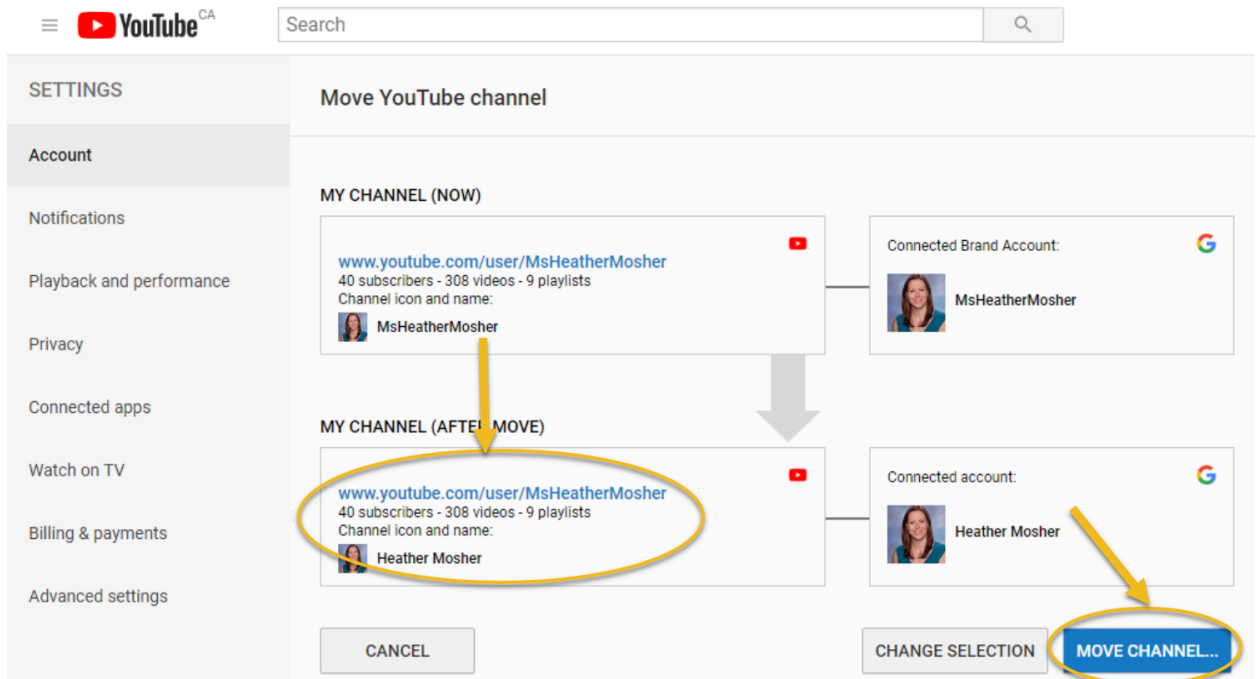 YouTube CA
Search
SETTINGS
Account
Notifications
Playback and performance
Privacy
Connected apps
Watch on TV
Billing & payments
Advanced settings
Move YouTube channel
MY CHANNEL (NOW)
www.youtube.com/user/MsHeatherMosher
40 subscribers - 308 videos - 9 playlists
Channel icon and name:
MsHeatherMosher
Connected Brand Account:
MsHeatherMosher
MY CHANNEL (AFTER MOVE)
www.youtube.com/user/MsHeatherMosher
40 subscribers - 308 videos - 9 playlists
Channel icon and name:
Heather Mosher
Connected account:
Heather Mosher
CANCEL
CHANGE SELECTION
MOVE CHANNEL...